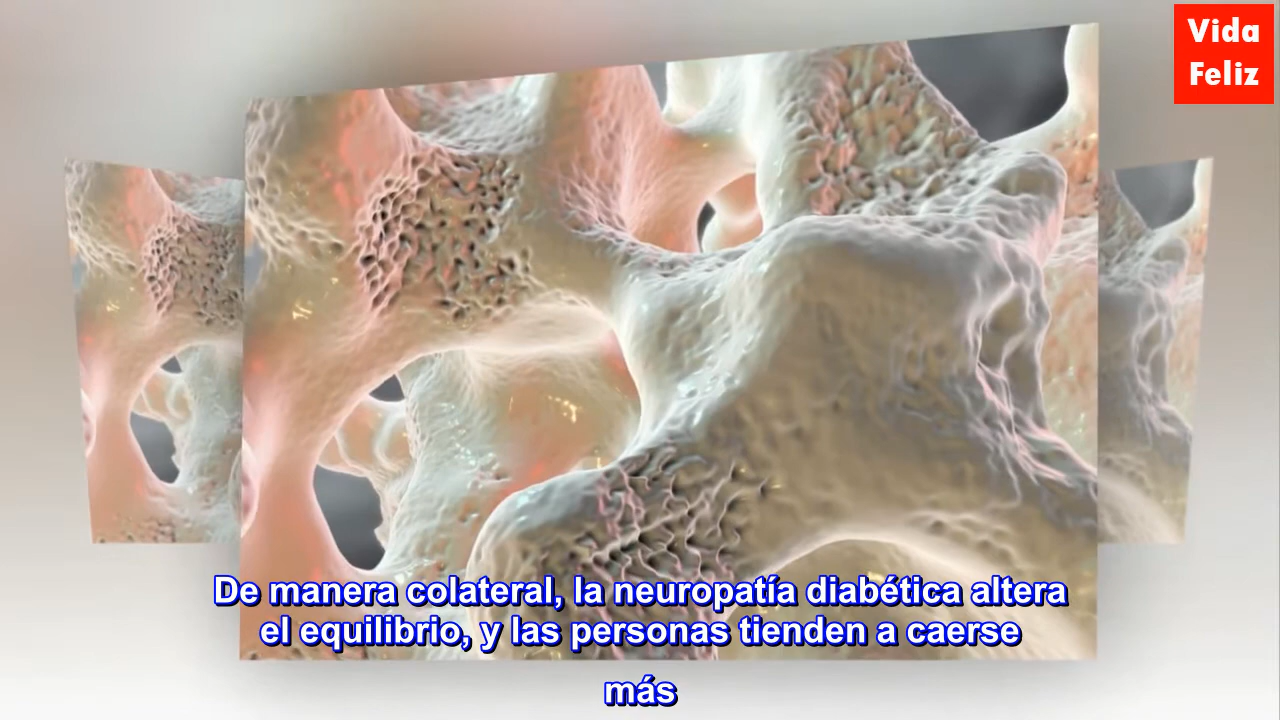 Vida
Feliz
De manera colateral, la neuropatía diabética altera
el equilibrio, y las personas tienden a caerse
más